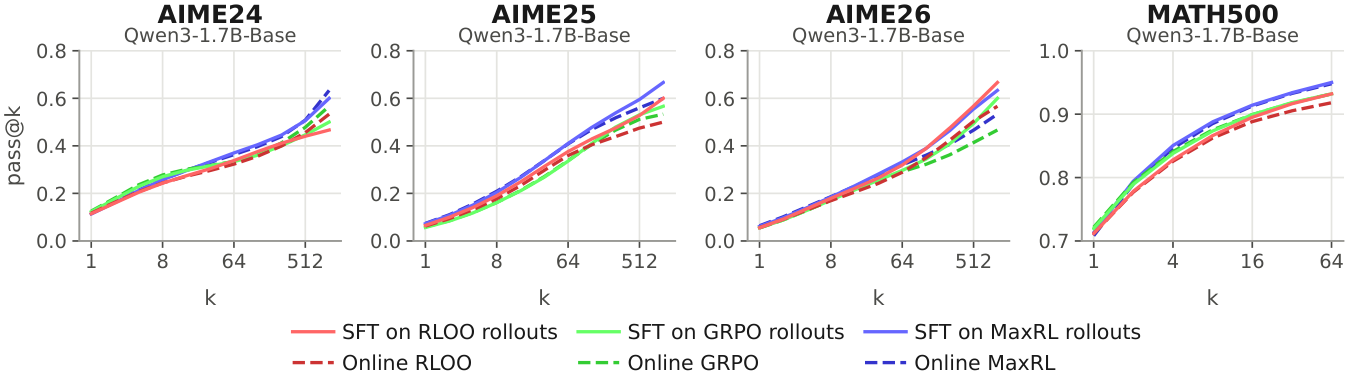 AIME24
Qwen3-1.7B-Base
pass@k
0.8
0.6
0.4
0.2
0.0
1 8 64 512
k
AIME25
Qwen3-1.7B-Base
0.8
0.6
0.4
0.2
0.0
1 8 64 512
k
AIME26
Qwen3-1.7B-Base
0.8
0.6
0.4
0.2
0.0
1 8 64 512
k
MATH500
Qwen3-1.7B-Base
1.0
0.9
0.8
0.7
1 4 16 64
k
SFT on RLOO rollouts SFT on GRPO rollouts SFT on MaxRL rollouts
Online RLOO Online GRPO Online MaxRL